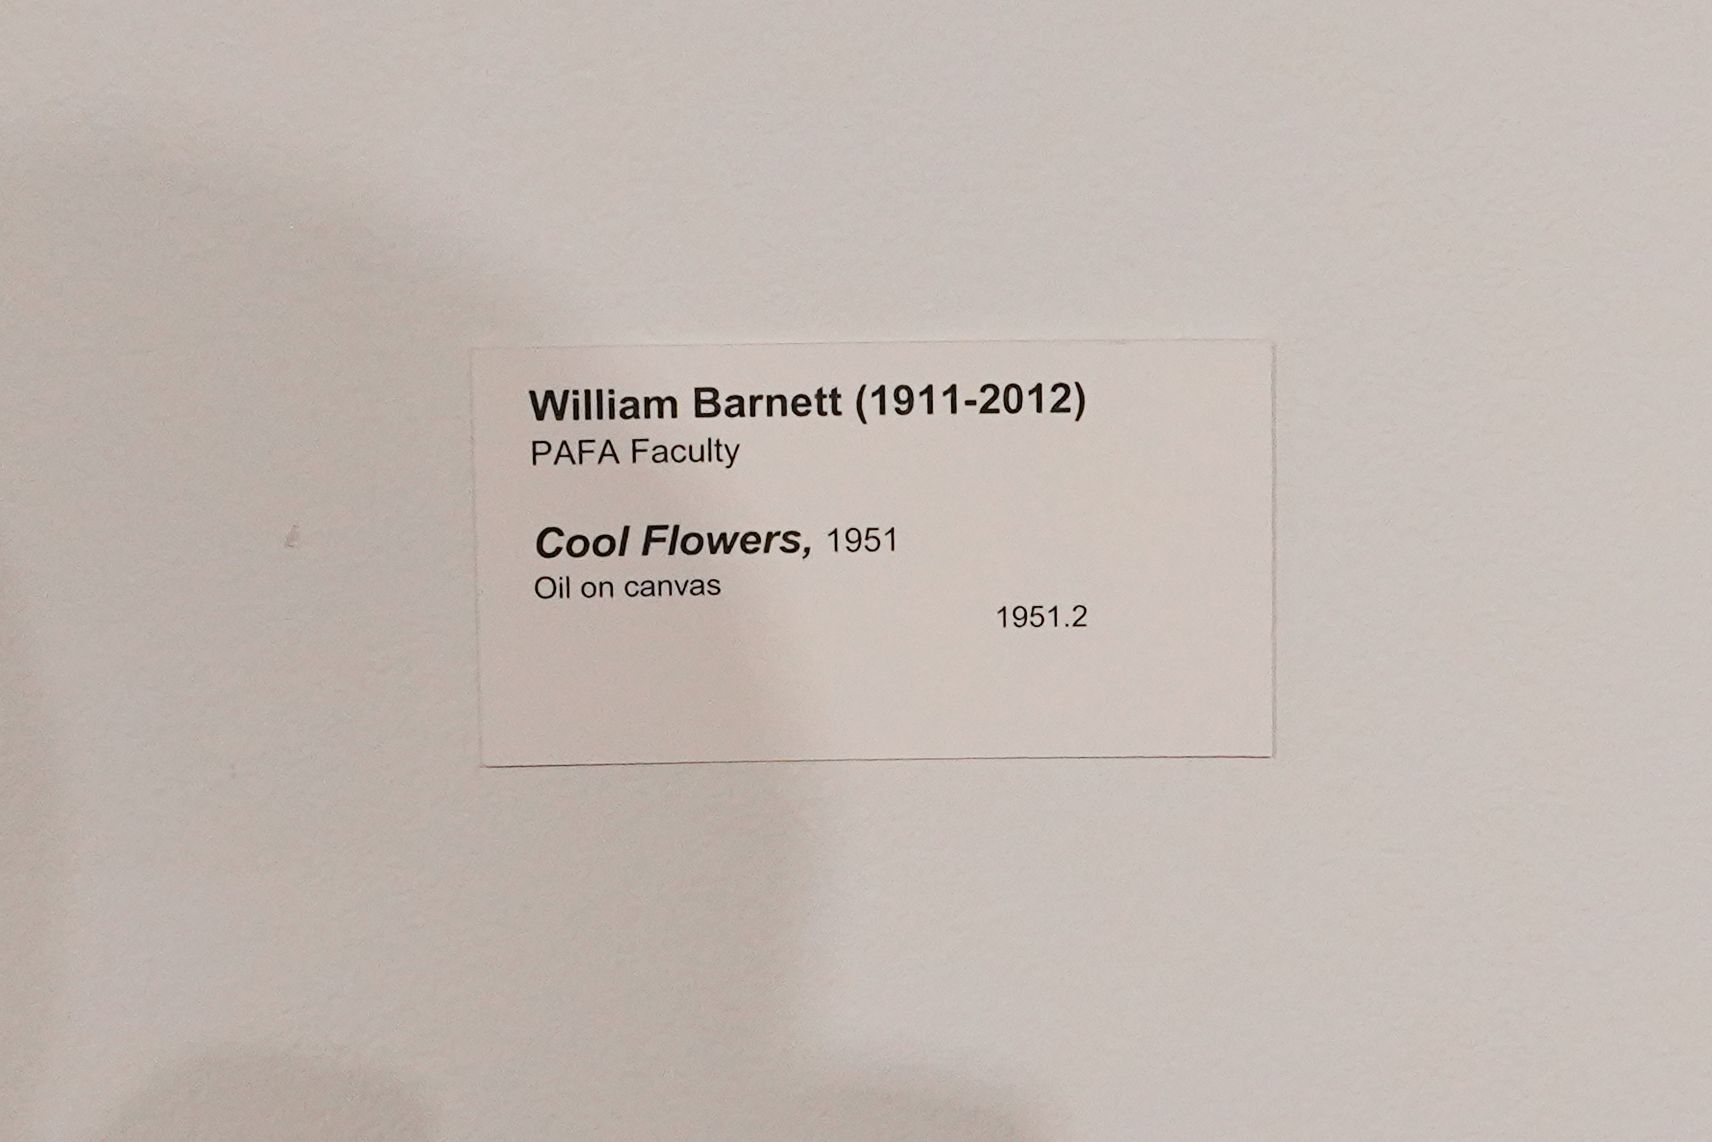 William Barnett (1911-2012)
PAFA Faculty
Cool Flowers, 1951
Oil on canvas
1951.2